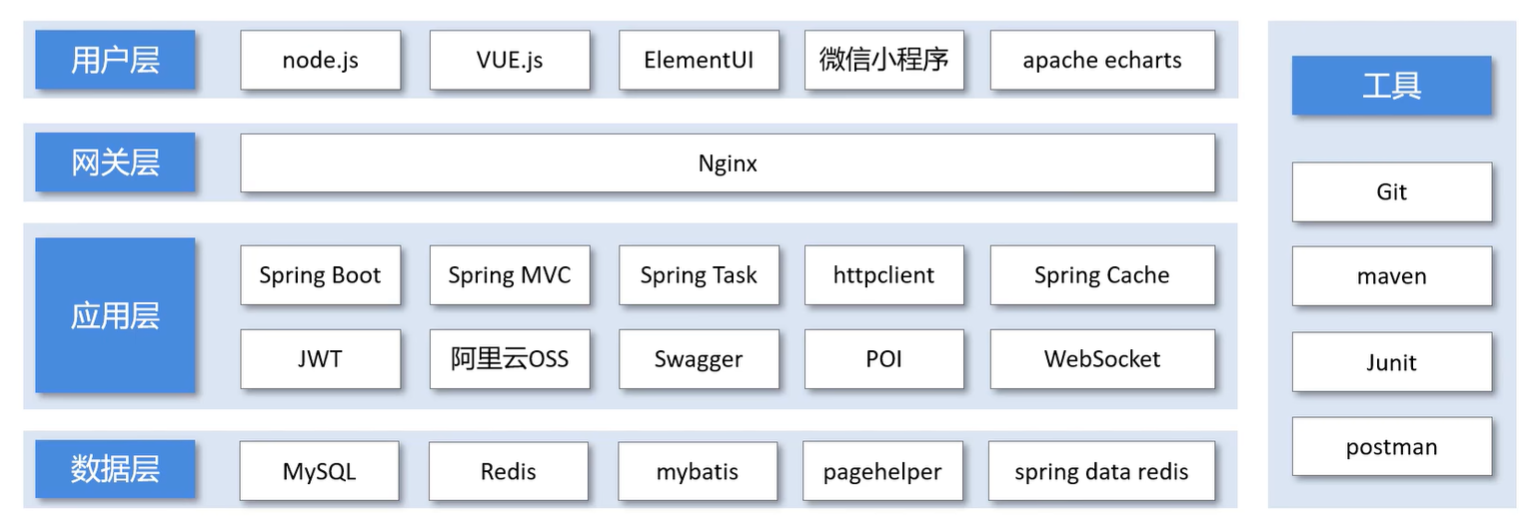 用户层
node.js
VUE.js
ElementUI
微信小程序
apache echarts
网关层
Nginx
应用层
Spring Boot
Spring MVC
Spring Task
httpclient
Spring Cache
JWT
阿里云OSS
Swagger
POI
WebSocket
数据层
MySQL
Redis
mybatis
pagehelper
spring data redis
工具
Git
maven
Junit
postman